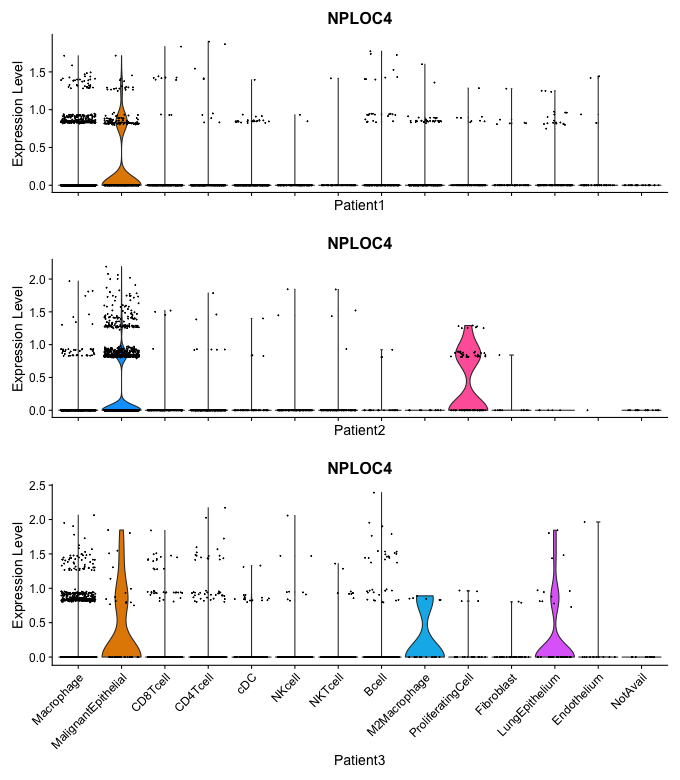 NPLOC4
Expression Level
1.5
1.0
0.5
0.0
Patient1
NPLOC4
Expression Level
2.0
1.5
1.0
0.5
0.0
Patient2
NPLOC4
Expression Level
2.5
2.0
1.5
1.0
0.5
0.0
Macrophage
MalignantEpithelial
CD8Tcell
CD4Tcell
cDC
NKcell
NKTcell
Bcell
M2Macrophage
ProliferatingCell
Fibroblast
LungEpithelium
Endothelium
NotAvail
Patient3